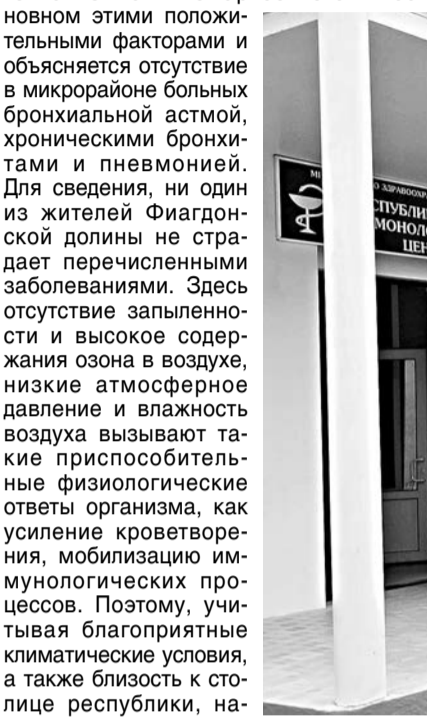 новном этими положи-
тельными факторами и
объясняется отсутствие
в микрорайоне больных
бронхиальной астмой,
хроническими бронхи-
тами и пневмонией.
Для сведения, ни один
из жителей Фиагдон-
ской долины не стра-
дает перечисленными
заболеваниями. Здесь
отсутствие запыленно-
сти и высокое содер-
жания озона в воздухе,
низкие атмосферное
давление и влажность
воздуха вызывают та-
кие приспособитель-
ные физиологические
ответы организма, как
усиление кроветворе-
ния, мобилизацию им-
мунологических про-
цессов. Поэтому, учи-
тывая благоприятные
климатические условия,
а также близость к сто-
лице республики, на-